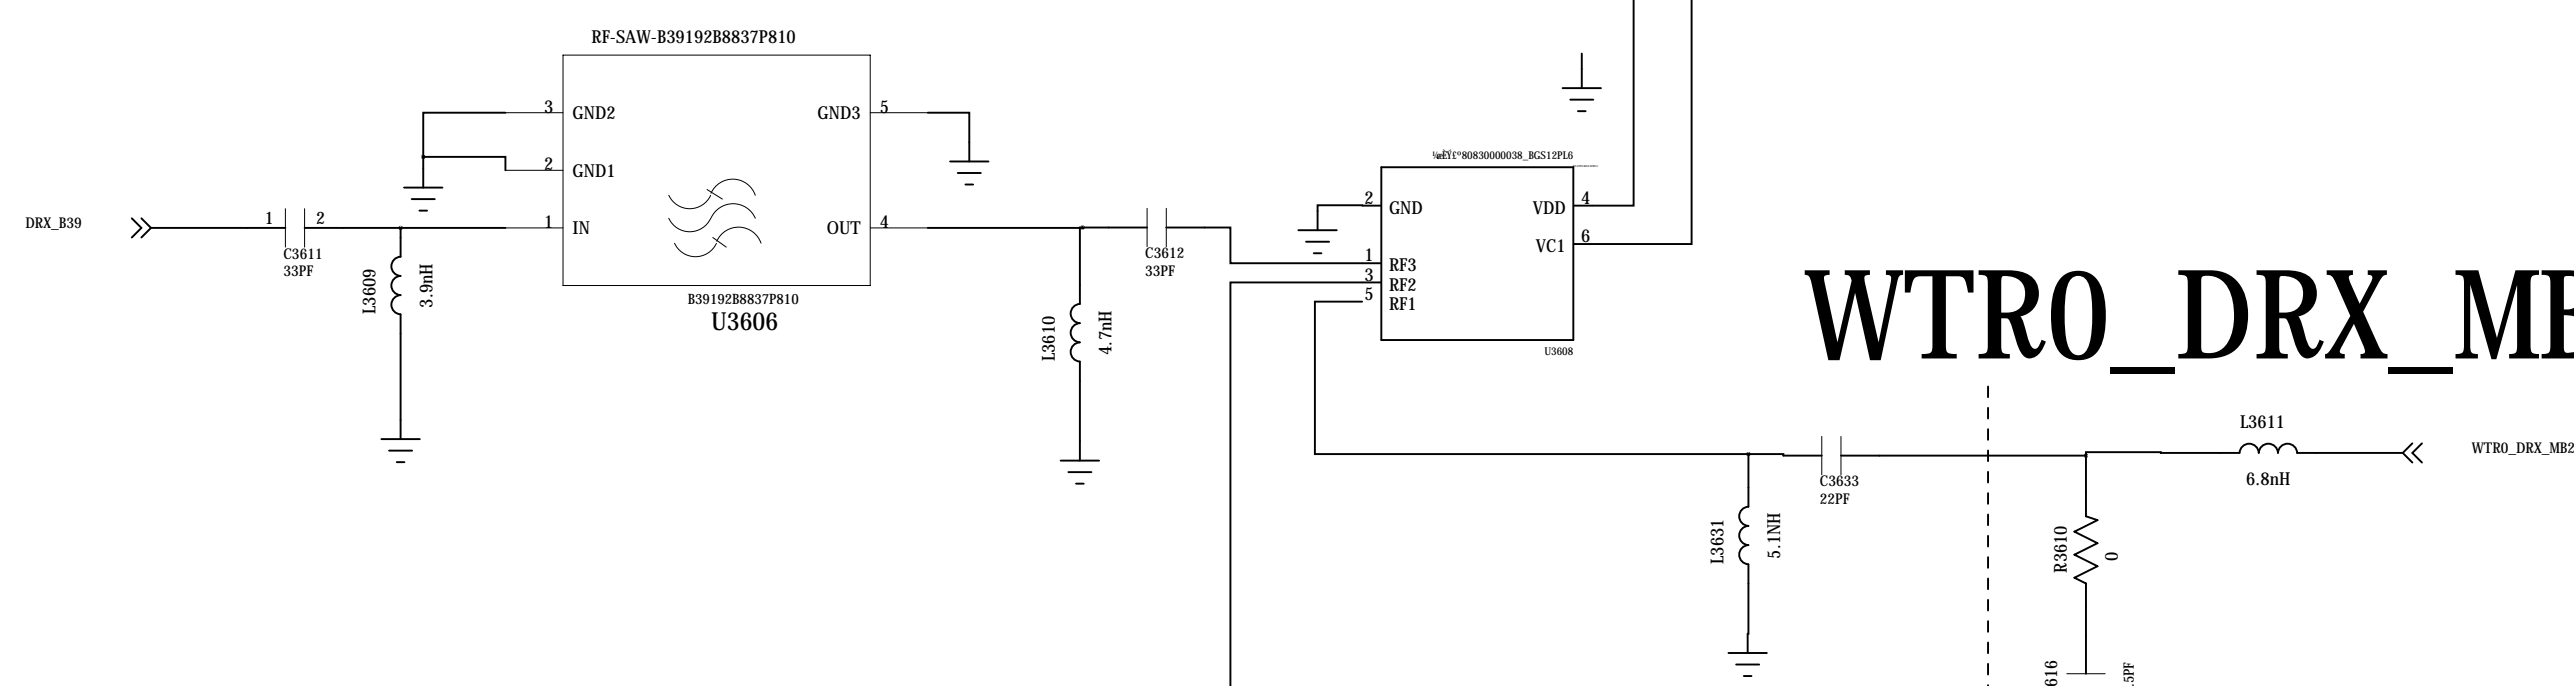 RF-SAW-B39192B8837P810
3 GND2
GND3 5
2 GND1
DRX_B39
1 2
C3611
33PF
1 IN
OUT 4
L3609
3.9nH
B39192B8837P810
U3606
C3612
33PF
L3610
4.7nH
80830000038_BGS12PL6
2 GND
VDD 4
VC1 6
1 RF3
3 RF2
5 RF1
U3608
WTR0_DRX_MB
L3611
6.8nH
WTR0_DRX_MB2
C3633
22PF
L3631
5.1NH
R3610
0
616
.5PF